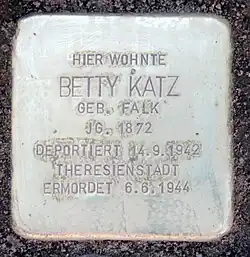 HIER WOHNTE
BETTY KATZ
GEB. FALK
JG. 1872
DEPORTIERT 14.9.1942
THERESIENSTADT
ERMORDET 6.6.1944